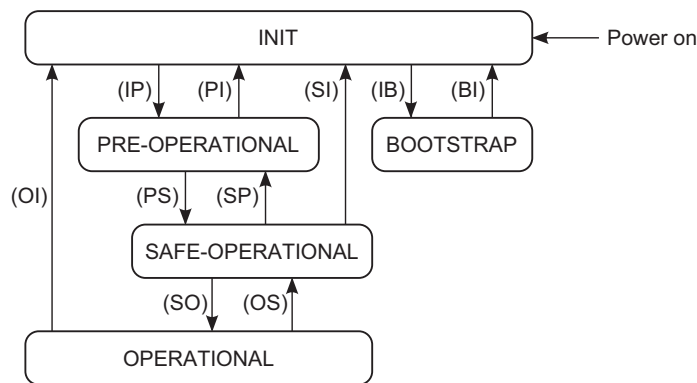 INIT
Power on
(IP)
(PI)
(SI)
(IB)
(BI)
PRE-OPERATIONAL
BOOTSTRAP
(OI)
(PS)
(SP)
SAFE-OPERATIONAL
(SO)
(OS)
OPERATIONAL